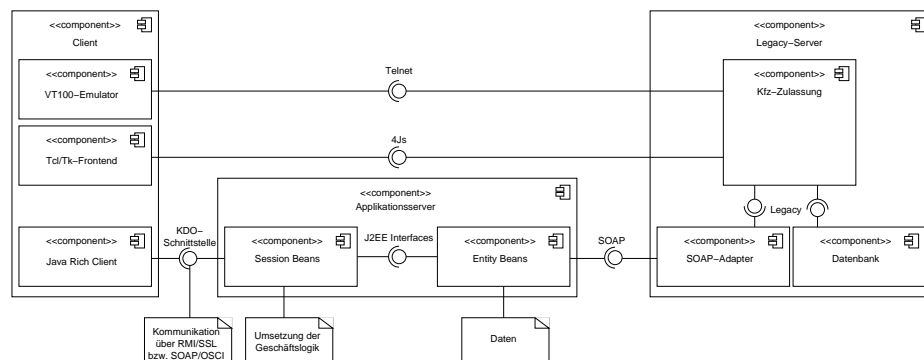 <<component>>
Client
<<component>>
VT100−Emulator
<<component>>
Tcl/Tk−Frontend
<<component>>
Java Rich Client
Telnet
4Js
KDO−
Schnittstelle
<<component>>
Applikationsserver
<<component>>
Session Beans
J2EE Interfaces
<<component>>
Entity Beans
SOAP
<<component>>
Legacy−Server
<<component>>
Kfz−Zulassung
Legacy
<<component>>
SOAP−Adapter
<<component>>
Datenbank
Kommunikation
über RMI/SSL
bzw. SOAP/OSCI
Umsetzung der
Geschäftslogik
Daten